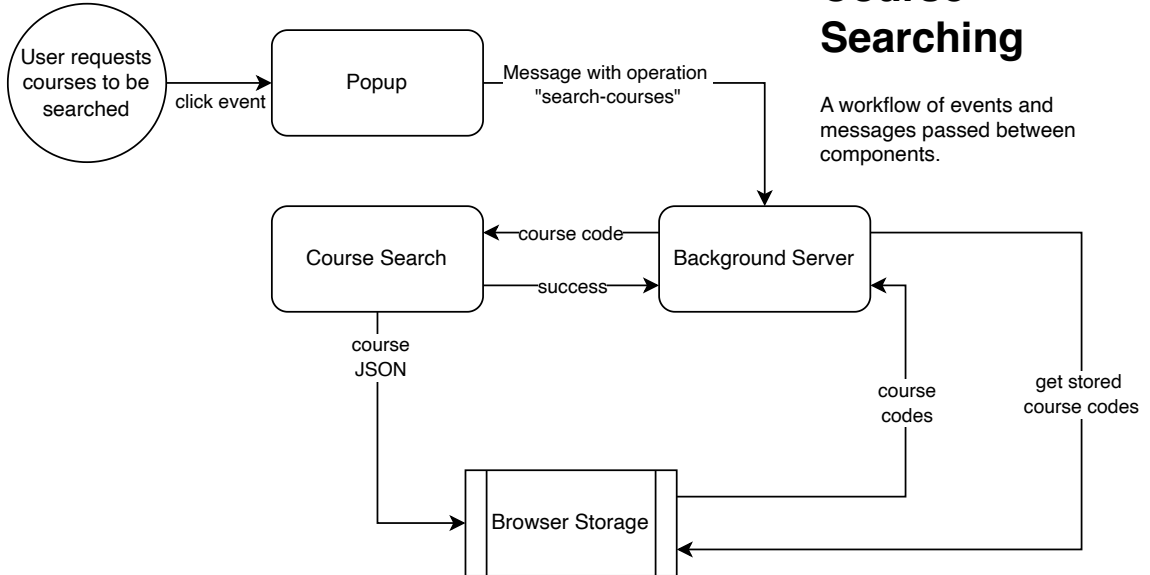 Searching
A workflow of events and
messages passed between
components.
User requests
courses to be
searched
click event
Popup
Message with operation
"search-courses"
Course Search
course code
success
Background Server
course
JSON
course
codes
get stored
course codes
Browser Storage